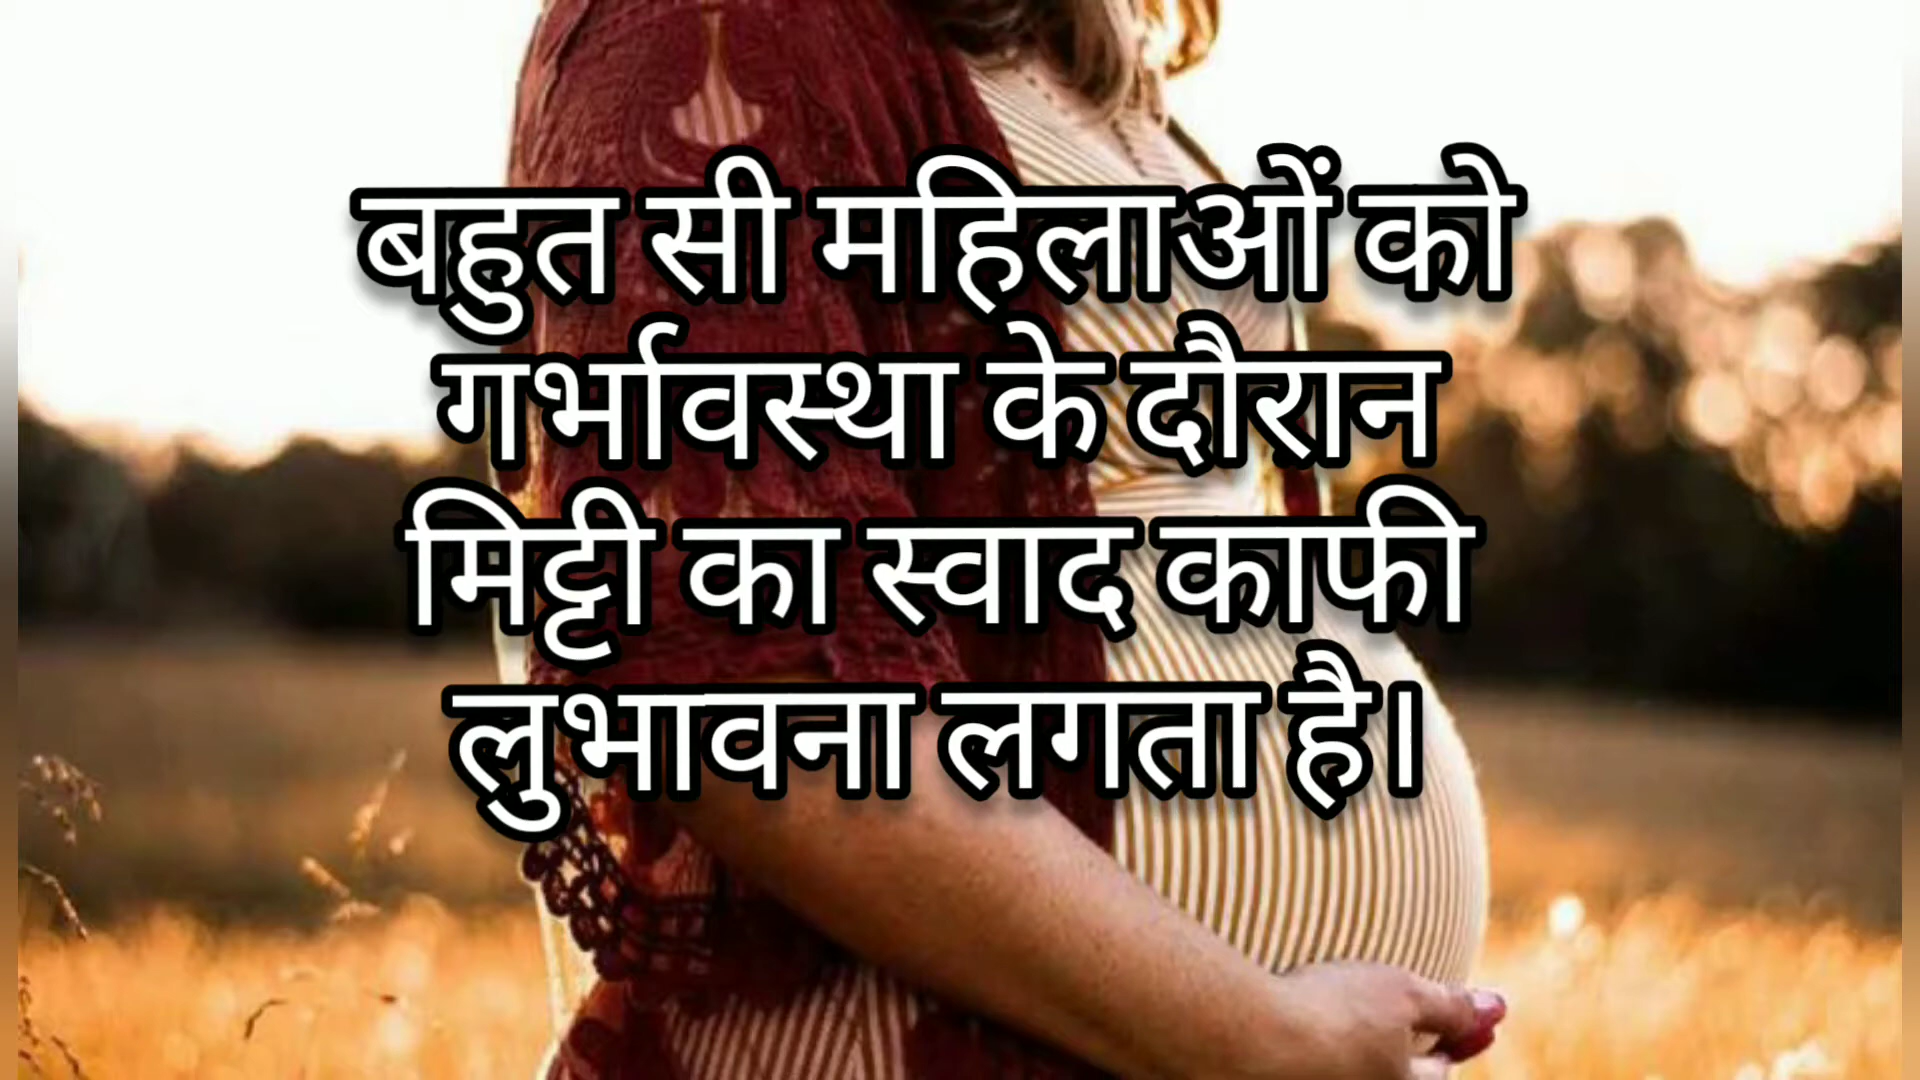 बहुत सी महिलाओं को
गर्भावस्था के दौरान
मिट्टी का स्वाद काफी
लुभावना लगता है।